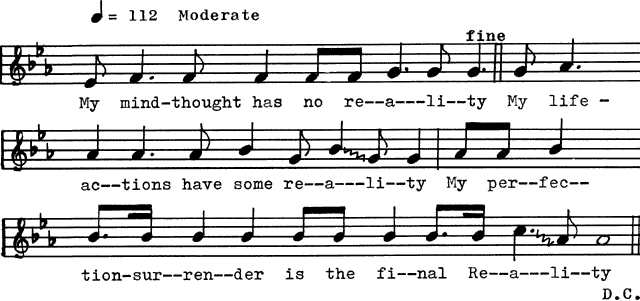 = 112 Moderate
fine
My mind-thought has no re--a---li--ty My life -
ac--tions have some re--a---li--ty My per--fec--
tion-sur--ren--der is the fi--nal Re--a---li--ty
D.C.